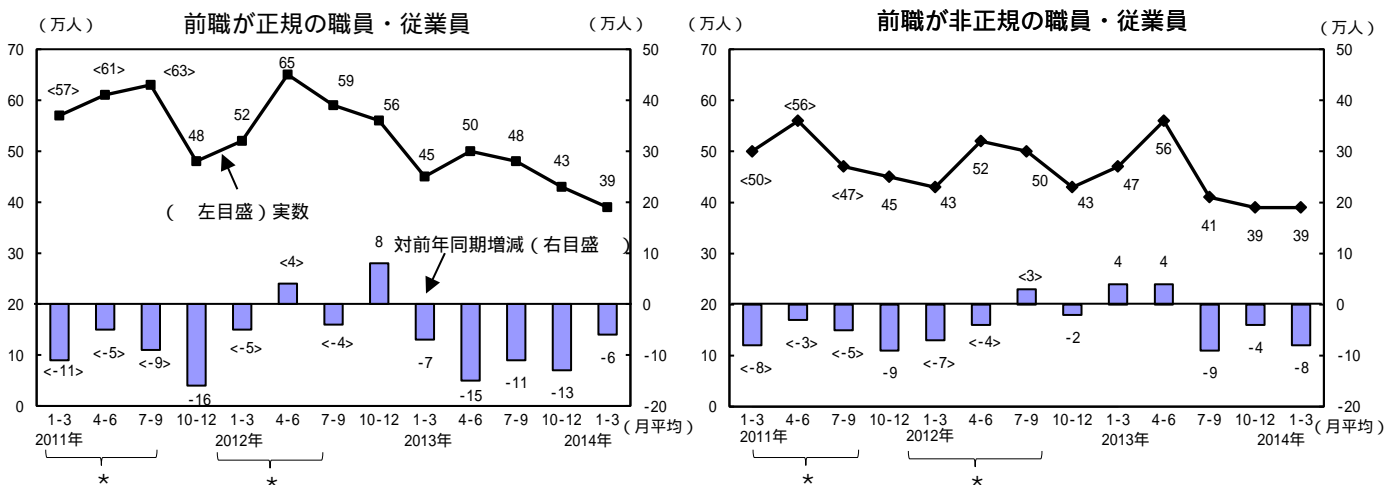 (万人) 前職が正規の職員・従業員 (万人)
70
60
50
40
30
20
10
0
50
40
30
20
10
0
-10
-20
<57> <61> <63> 48 52 65 59 56 45 50 48 43 39
( 左目盛)実数
対前年同期増減(右目盛 )
<-11> <-5> <-9> -16 <-5> <4> <-4> 8 -7 -15 -11 -13 -6
1-3 4-6 7-9 10-12 1-3 4-6 7-9 10-12 1-3 4-6 7-9 10-12 1-3 (月平均)
2011年 2012年 2013年 2014年
* *
(万人) 前職が非正規の職員・従業員 (万人)
70
60
50
40
30
20
10
0
50
40
30
20
10
0
-10
-20
<50> <56> <47> 45 43 52 50 43 47 56 41 39 39
<-8> <-3> <-5> -9 <-7> <-4> <3> -2 4 4 -9 -4 -8
1-3 4-6 7-9 10-12 1-3 4-6 7-9 10-12 1-3 4-6 7-9 10-12 1-3 (月平均)
2011年 2012年 2013年 2014年
* *